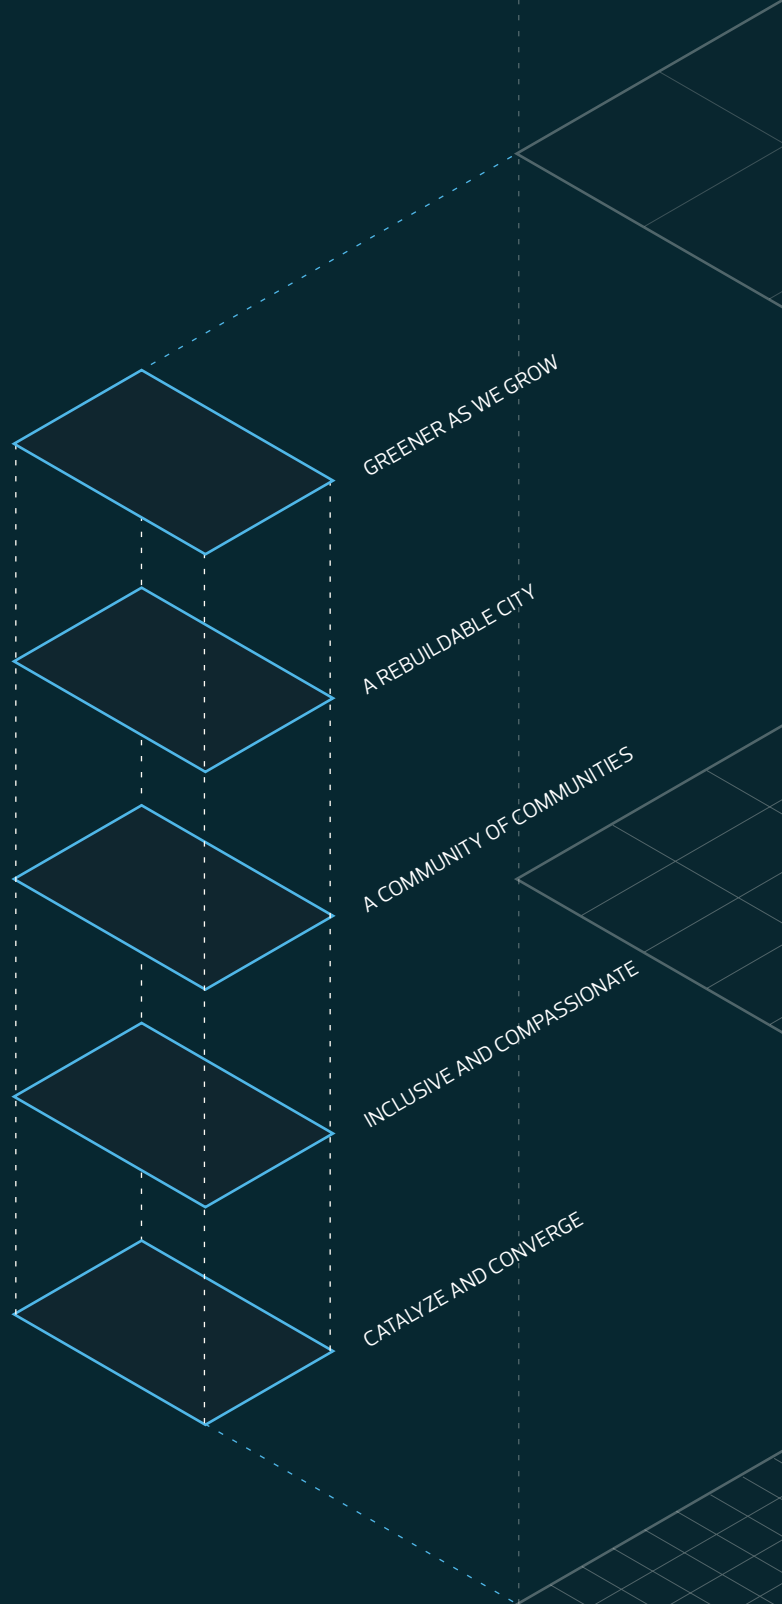 GREENER AS WE GROW
A REBUILDABLE CITY
A COMMUNITY OF COMMUNITIES
INCLUSIVE AND COMPASSIONATE
CATALYZE AND CONVERGE